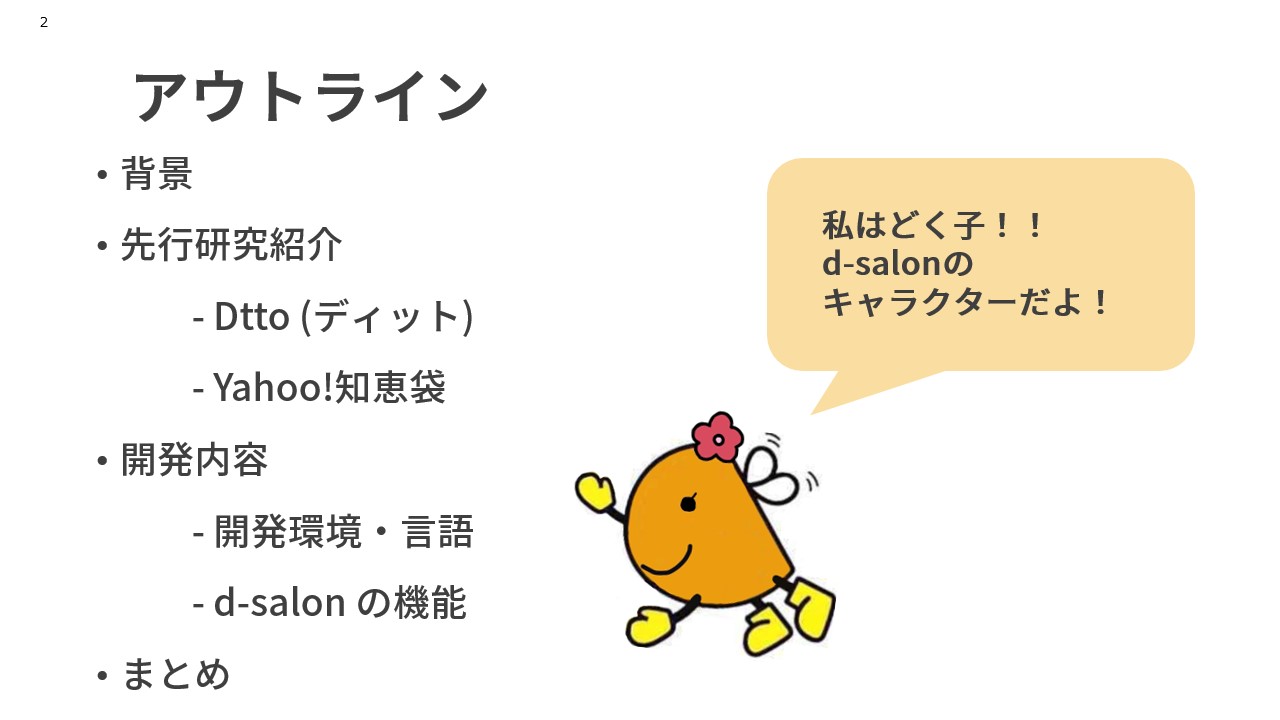 2
アウトライン
• 背景
• 先行研究紹介
- Dtto (ディット)
- Yahoo!知恵袋
• 開発内容
- 開発環境・言語
- d-salon の機能
• まとめ
私はどく子！！
d-salonの
キャラクターだよ！